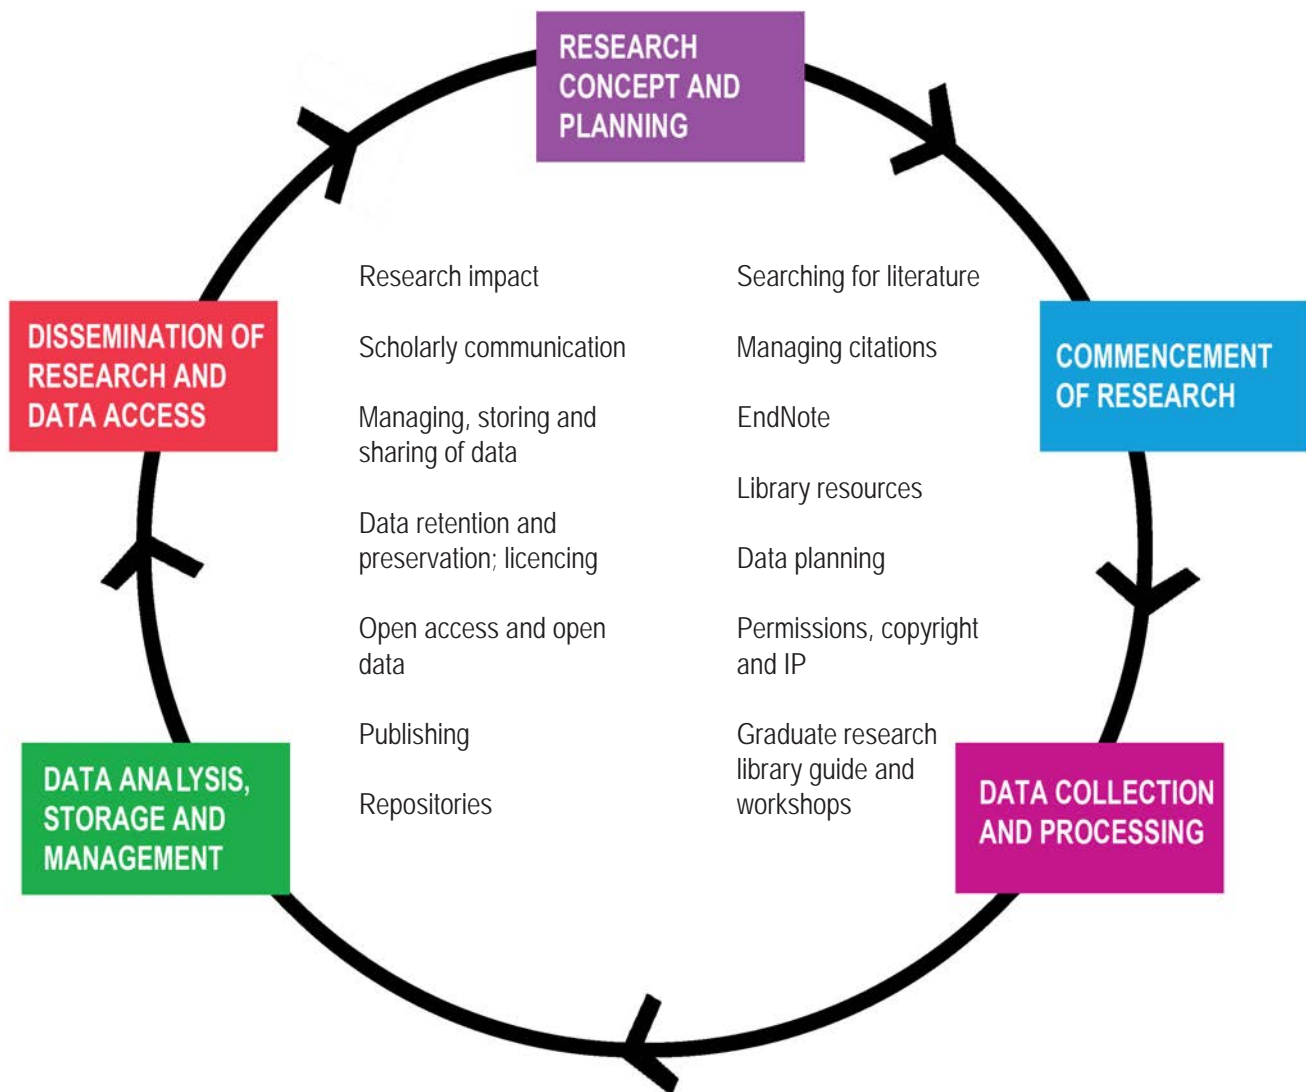 RESEARCH
CONCEPT AND
PLANNING
Research impact
Scholarly communication
Managing, storing and
sharing of data
Data retention and
preservation; licencing
Open access and open
data
Publishing
Repositories
Searching for literature
Managing citations
EndNote
Library resources
Data planning
Permissions, copyright
and IP
Graduate research
library guide and
workshops
COMMENCEMENT
OF RESEARCH
DATA COLLECTION
AND PROCESSING
DATA ANALYSIS,
STORAGE AND
MANAGEMENT
DISSEMINATION OF
RESEARCH AND
DATA ACCESS